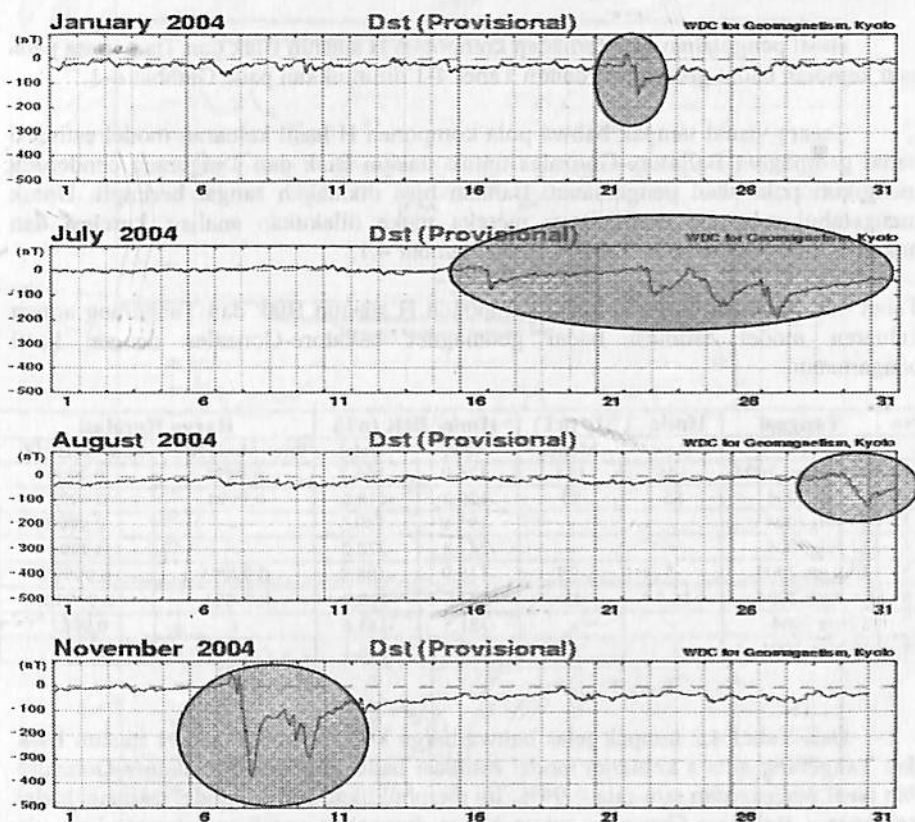 January 2004 Dst (Provisional) WDC for Geomagnetism, Kyoto
(nT)
0
-100
-200
-300
-400
-500
1 6 11 16 21 26 31
July 2004 Dst (Provisional) WDC for Geomagnetism, Kyoto
(nT)
0
-100
-200
-300
-400
-500
1 6 11 16 21 26 31
August 2004 Dst (Provisional) WDC for Geomagnetism, Kyoto
(nT)
0
-100
-200
-300
-400
-500
1 6 11 16 21 26 31
November 2004 Dst (Provisional) WDC for Geomagnetism, Kyoto
(nT)
0
-100
-200
-300
-400
-500
1 6 11 16 21 26 31